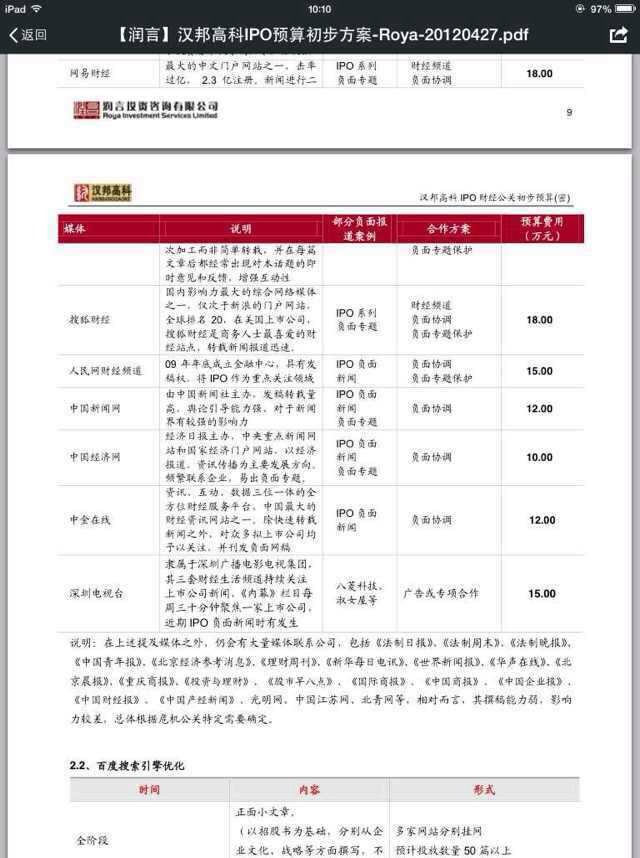 iPad 10:10 97%
返回 【润言】汉邦高科IPO预算初步方案-Roya-20120427.pdf
网易财经 最大的中文门户网站之一，去年 IPO 系列 财经频道 18.00
过亿， 2.3 亿注册。新闻进行二 负面专题 负面协调
润言投资咨询有限公司
Roya Investment Services Limited
9
汉邦高科
汉邦高科 IPO 财经公关初步预算(密)
媒体 说明 部分负面报道案例 合作方案 预算费用（万元）
次加工而非简单转载，并在每篇 负面专题保护
文章后都经常出现对本话题的即
时意见和反馈，增强互动性
搜狐财经 国内影响力最大的综合网络媒体 IPO 系列 财经频道 18.00
之一，仅次于新浪的门户网站， 负面专题 负面协调
全球排名 20，在美国上市公司， 负面专题保护
搜狐财经是商务人士最喜爱的财
经站点，转载新闻报道迅速。
人民网财经频道 09 年年底成立金融中心，具有发 IPO 负面 负面协调 15.00
稿权，将 IPO 作为重点关注领域 新闻 负面专题保护
中国新闻网 由中国新闻社主办，发稿转载量 IPO 负面 负面协调 12.00
高，舆论引导能力强，对于新闻 新闻
界有较强的影响力 负面专题
中国经济网 经济日报主办，中央重点新闻网 IPO 负面 负面协调 10.00
站和国家经济门户网站，以经济 新闻
报道、资讯传播为主要发展方向。 负面专题
频繁联系企业，易出负面专题。
中金在线 资讯、互动、数据三位一体的全 IPO 负面 负面协调 12.00
方位财经服务平台，中国最大的 新闻
财经资讯网站之一。除快速转载
新闻之外，对众多拟上市公司均
予以关注，并刊发负面网稿
深圳电视台 隶属于深圳广播电影电视集团， 八菱科技、 广告或专项合作 15.00
其三套财经生活频道持续关注 淑女屋等
上市公司新闻，《内幕》栏目每
周三十分钟聚焦一家上市公司，
近期 IPO 负面新闻时有发生
说明：在上述提及媒体之外，仍会有大量媒体联系公司，包括《法制日报》、《法制周末》、《法制晚报》、
《中国青年报》、《北京经济参考消息》、《理财周刊》、《新华每日电讯》、《世界新闻报》、《华声在线》、《北
京晨报》、《重庆商报》、《投资与理财》、《股市早八点》、《国际商报》、《中国商报》、《中国企业报》、
《中国财经报》、《中国产经新闻》、光明网、中国江苏网、北青网等，相对而言，其撰稿能力弱，影响
力较差，总体根据危机公关特定需要确定。
2.2、百度搜索引擎优化
时间 内容 形式
全阶段 正面小文章。
（以招股书为基础，分别从企 多家网站分别挂网
业文化、战略等方面撰写，不 预计投放数量 50 篇以上